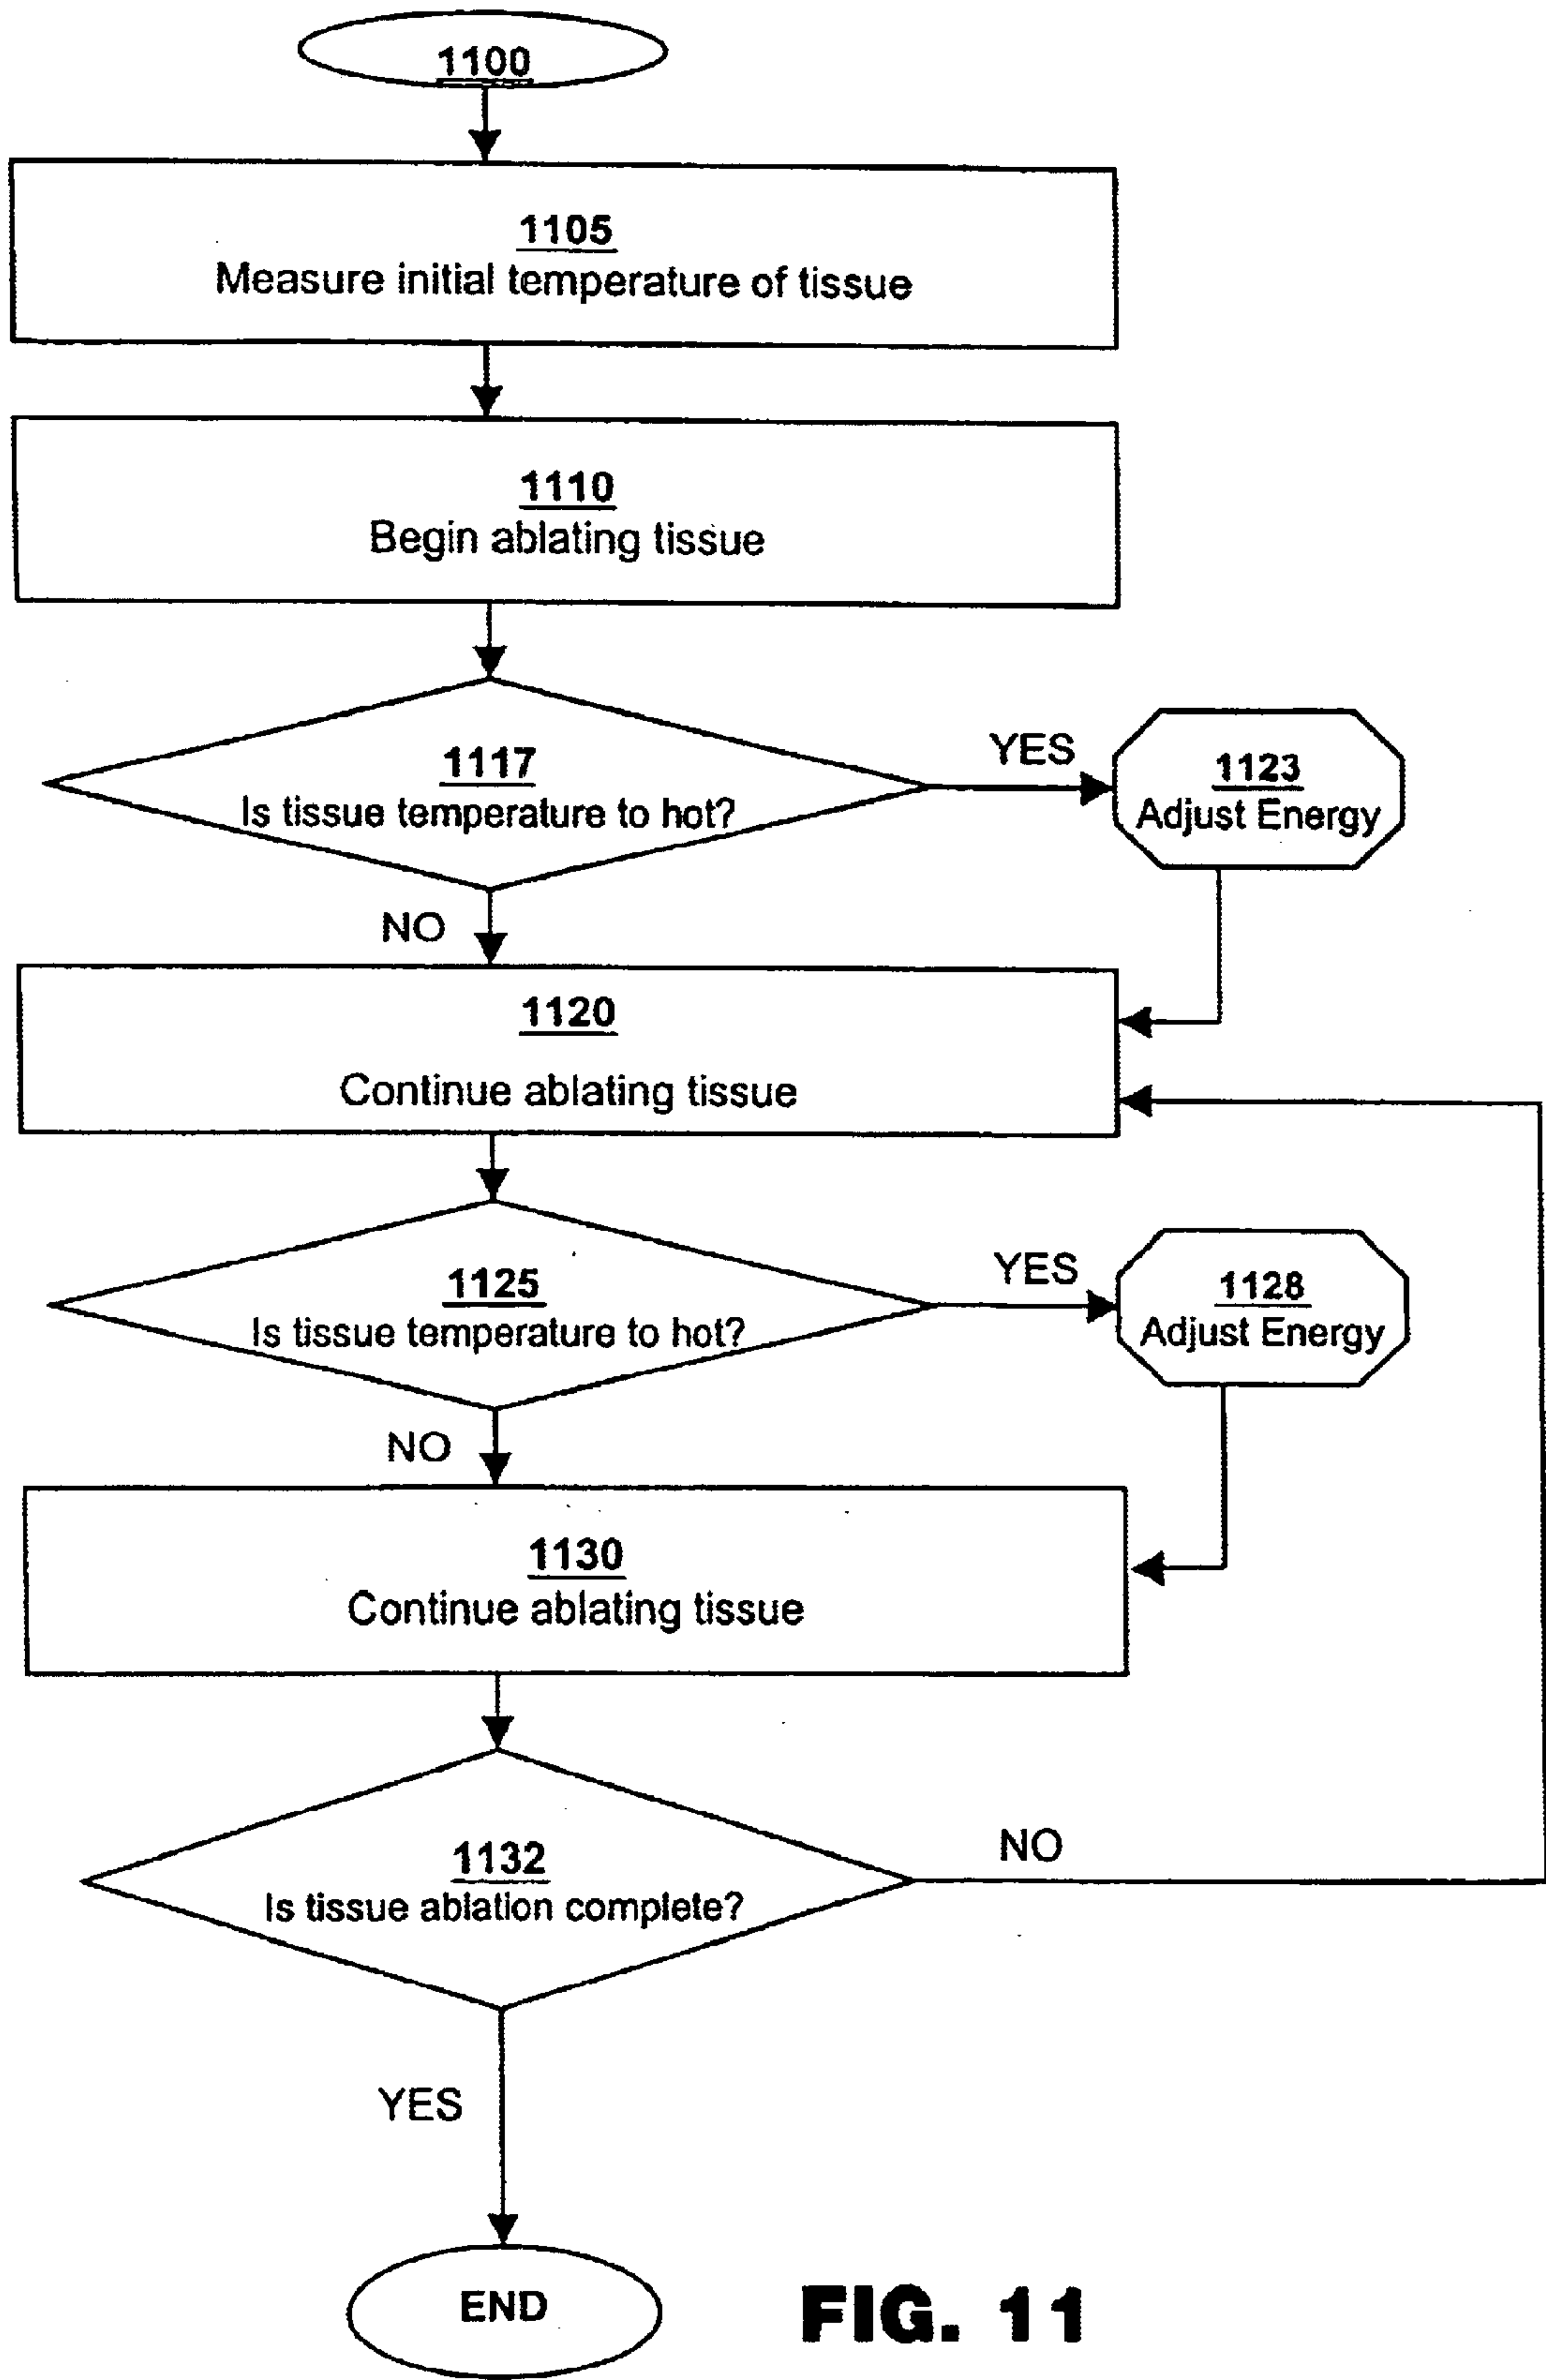 1100
1105
Measure initial temperature of tissue
1110
Begin ablating tissue
1117
Is tissue temperature to hot?
YES
1123
Adjust Energy
NO
1120
Continue ablating tissue
1125
Is tissue temperature to hot?
YES
1128
Adjust Energy
NO
1130
Continue ablating tissue
1132
Is tissue ablation complete?
NO
YES
END
FIG. 11